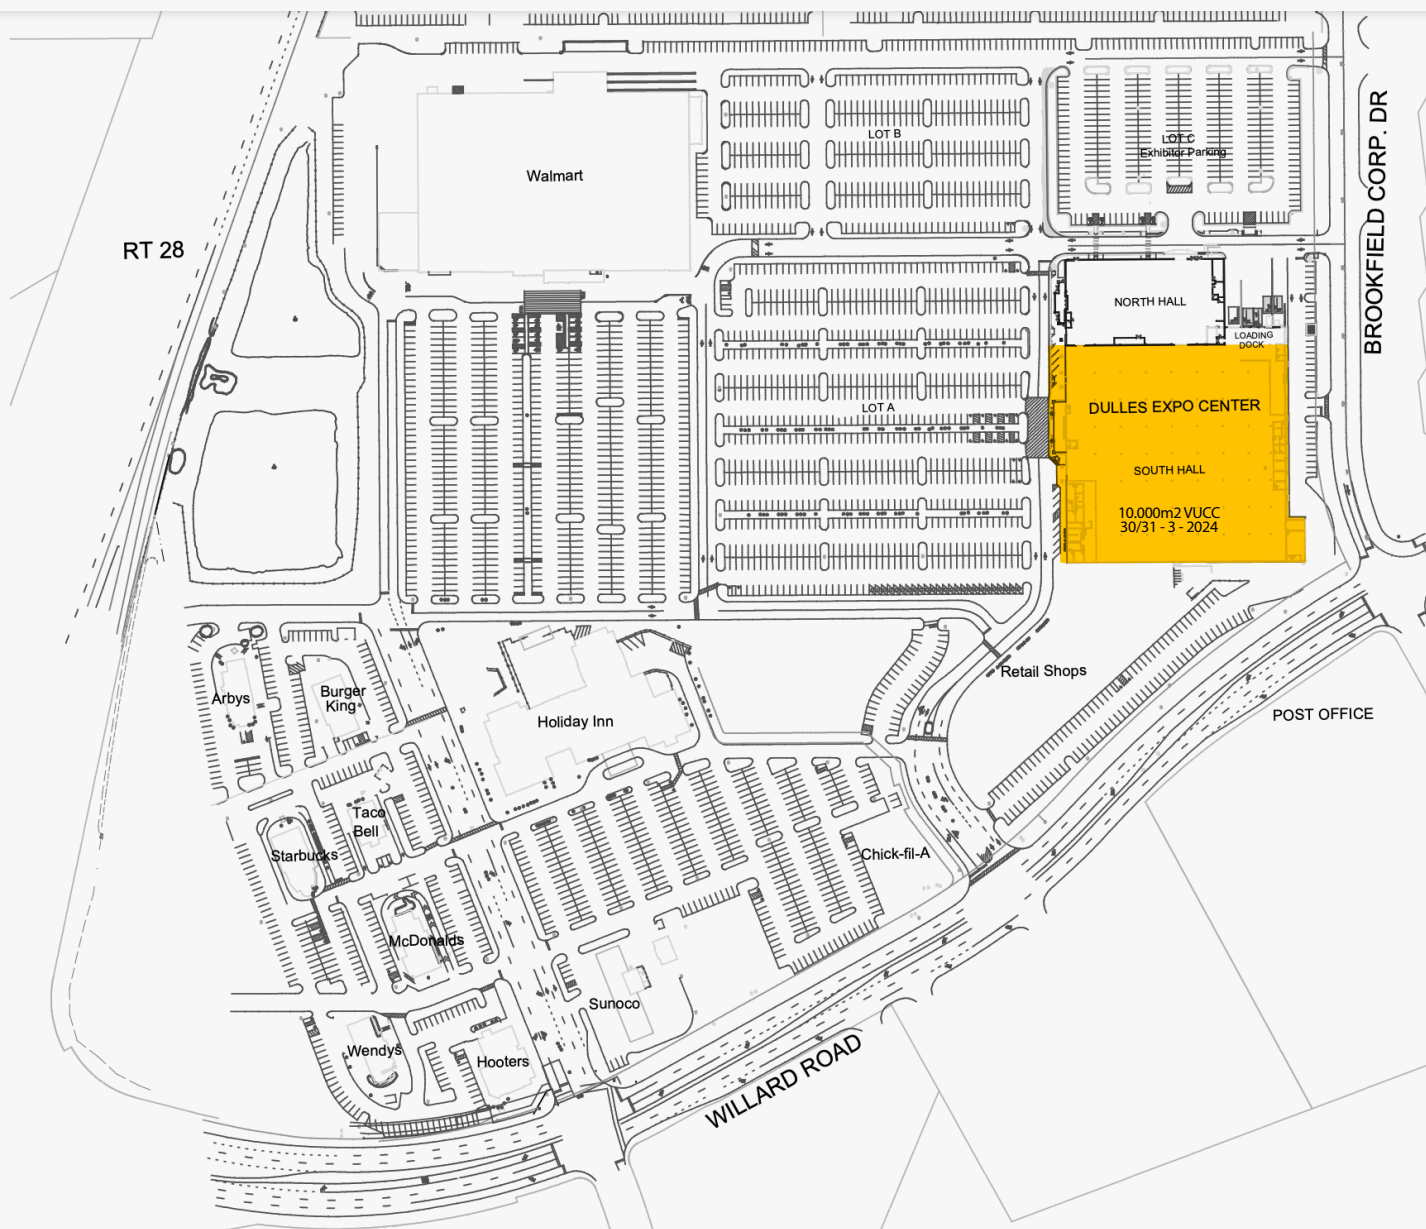 LOT B
LOT C
Exhibitor Parking
Walmart
RT 28
BROOKFIELD CORP. DR
NORTH HALL
LOADING
DOCK
LOT A
DULLES EXPO CENTER
SOUTH HALL
10.000m2 VUCC
30/31 - 3 - 2024
Retail Shops
Arbys
Burger
King
Holiday Inn
POST OFFICE
Taco
Bell
Starbucks
Chick-fil-A
McDonalds
Sunoco
Wendys
Hooters
WILLARD ROAD